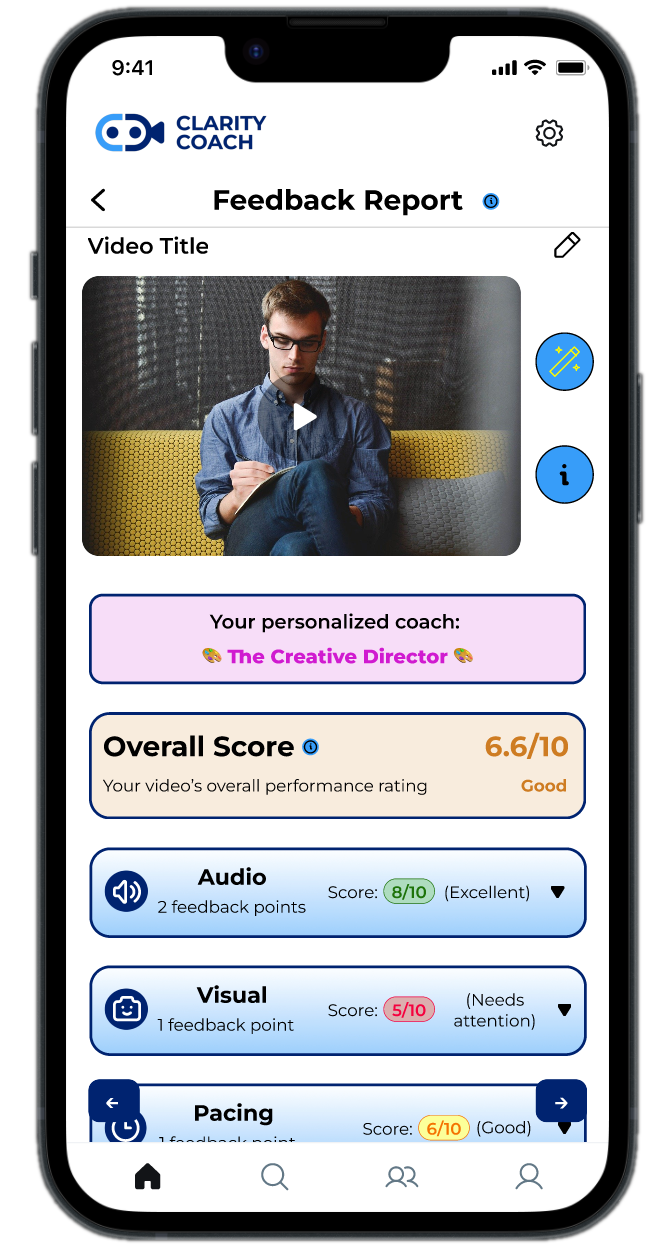 9:41
CLARITY
COACH
Feedback Report
Video Title
Your personalized coach:
🎨 The Creative Director 🎨
Overall Score
6.6/10
Your video's overall performance rating
Good
Audio
2 feedback points
Score: 8/10 (Excellent)
Visual
1 feedback point
Score: 5/10 (Needs attention)
Pacing
1 feedback point
Score: 6/10 (Good)